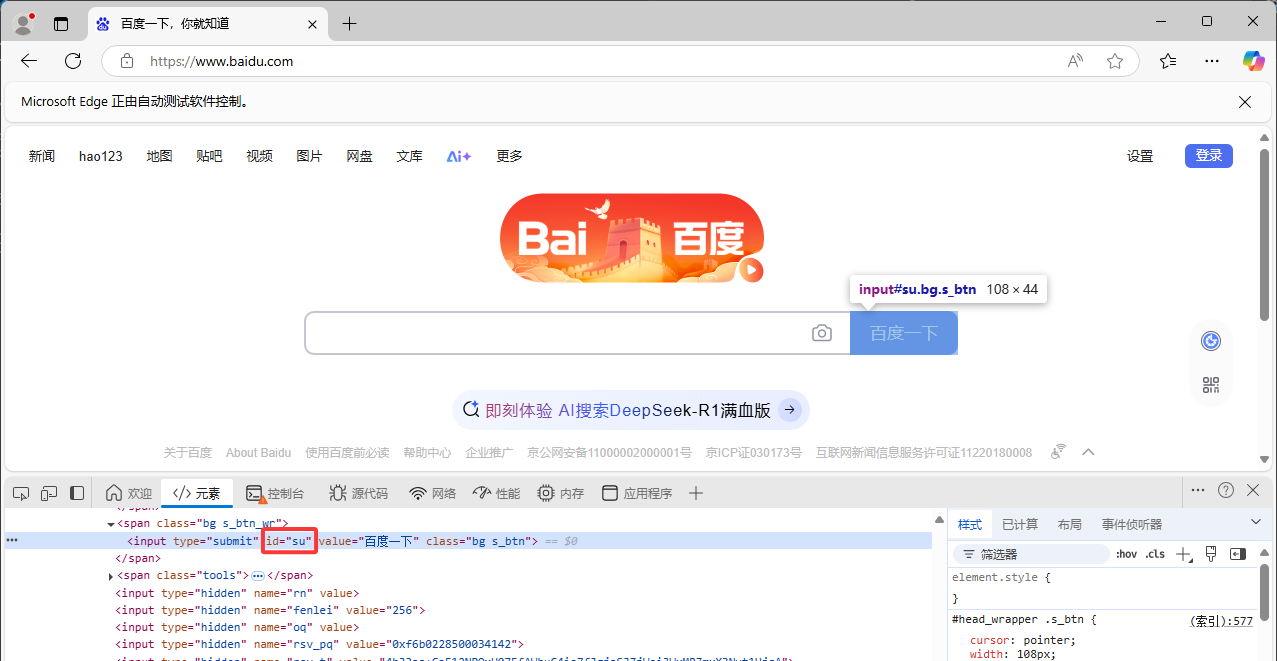 百度一下，你就知道
https://www.baidu.com
Microsoft Edge 正由自动测试软件控制。
新闻 hao123 地图 贴吧 视频 图片 网盘 文库 Ai+ 更多 设置 登录
Bai 百度
input#su.bg.s_btn 108 × 44
百度一下
即刻体验 AI搜索DeepSeek-R1满血版
关于百度 About Baidu 使用百度前必读 帮助中心 企业推广 京公网安备11000002000001号 京ICP证030173号 互联网新闻信息服务许可证11220180008
欢迎 </> 元素 控制台 源代码 网络 性能 内存 应用程序
</span>
<span class="bg s_btn_wr">
<input type="submit" id="su" value="百度一下" class="bg s_btn"> == $0
</span>
<span class="tools"> </span>
<input type="hidden" name="rn" value>
<input type="hidden" name="fenlei" value="256">
<input type="hidden" name="oq" value>
<input type="hidden" name="rsv_pq" value="0xf6b0228500034142">
样式 已计算 布局 事件侦听器
筛选器 :hov .cls
element.style {
}
#head_wrapper .s_btn { (索引):577
cursor: pointer;
width: 108px;